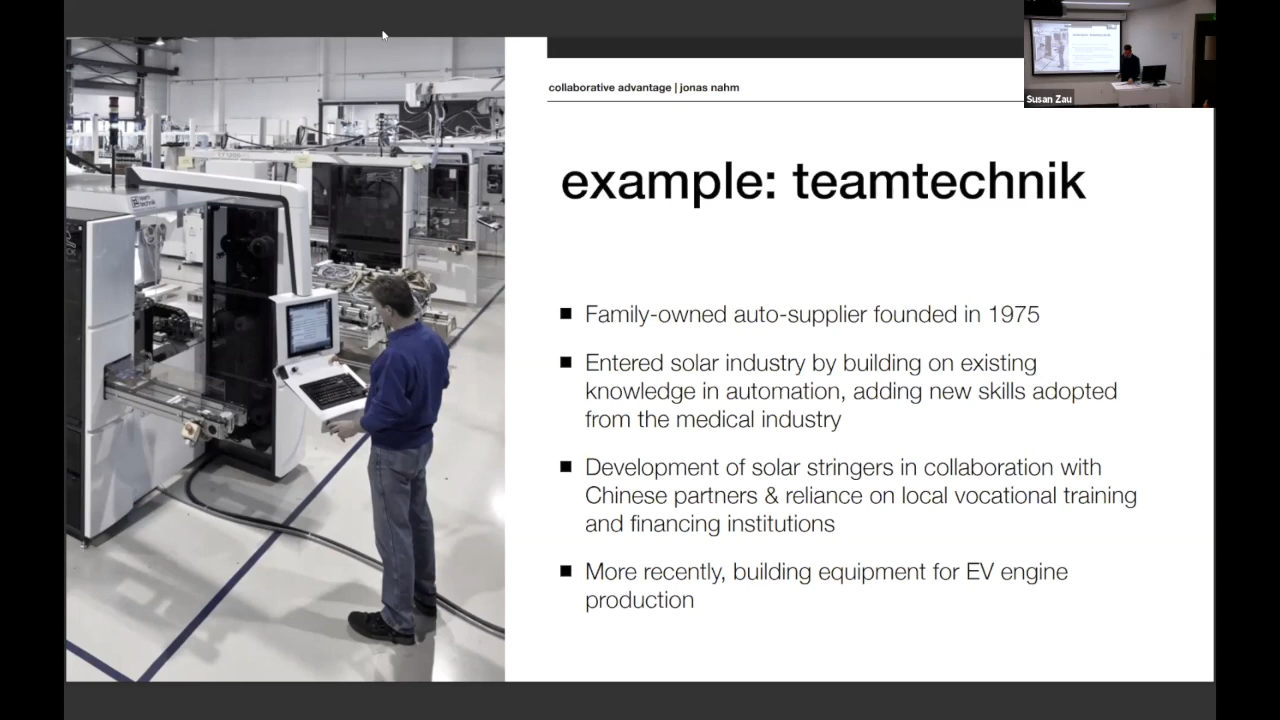 collaborative advantage | jonas nahm
Susan Zau
example: teamtechnik
team
technik
■ Family-owned auto-supplier founded in 1975
■ Entered solar industry by building on existing
knowledge in automation, adding new skills adopted
from the medical industry
■ Development of solar stringers in collaboration with
Chinese partners & reliance on local vocational training
and financing institutions
■ More recently, building equipment for EV engine
production